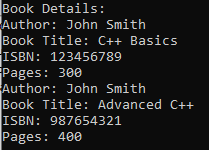 Book Details:
Author: John Smith
Book Title: C++ Basics
ISBN: 123456789
Pages: 300
Author: John Smith
Book Title: Advanced C++
ISBN: 987654321
Pages: 400